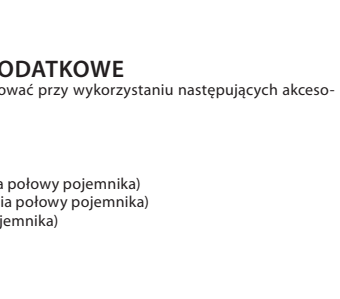 ODATKOWE
ować przy wykorzystaniu następujących akceso-
a połowy pojemnika)
ia połowy pojemnika)
jemnika)